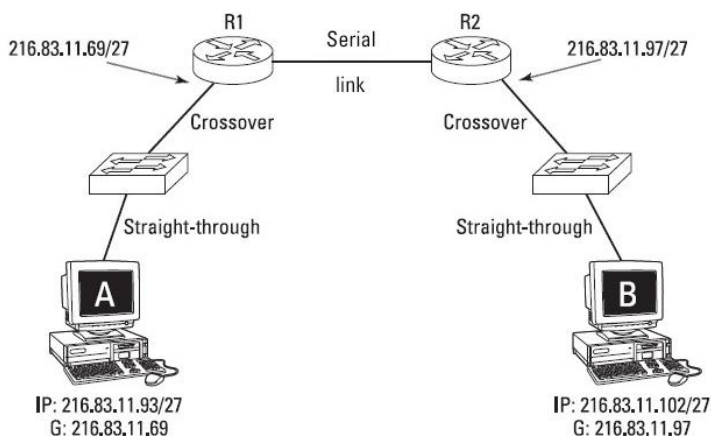 R1
R2
216.83.11.69/27
Serial
link
216.83.11.97/27
Crossover
Crossover
Straight-through
Straight-through
A
B
IP: 216.83.11.93/27
G: 216.83.11.69
IP: 216.83.11.102/27
G: 216.83.11.97